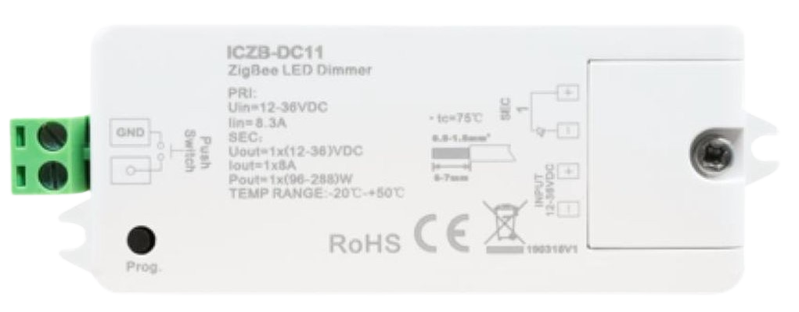 ICZB-DC11
ZigBee LED Dimmer
PRI:
Uin=12-36VDC
Iin=8.3A
SEC:
Uout=1x(12-36)VDC
Iout=1x8A
Pout=1x(96-288)W
TEMP RANGE:-20℃-+50℃
GND
Push
Switch
Prog.
• tc=75℃
0.5-1.5mm²
6-7mm
SEC
1
+
-
INPUT
12-36VDC
+
-
RoHS CE
190318V1